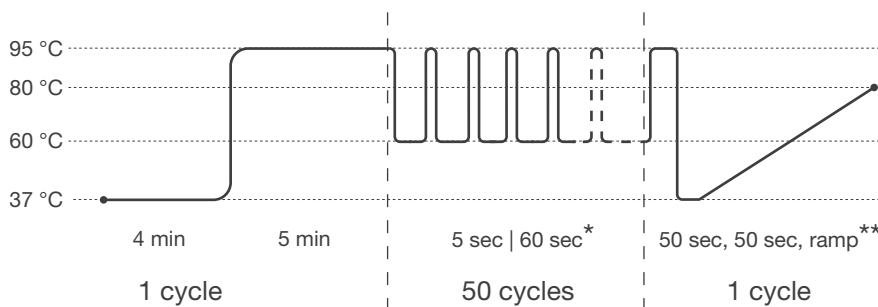 95 °C
80 °C
60 °C
37 °C
4 min
5 min
5 sec | 60 sec*
50 sec, 50 sec, ramp**
1 cycle
50 cycles
1 cycle